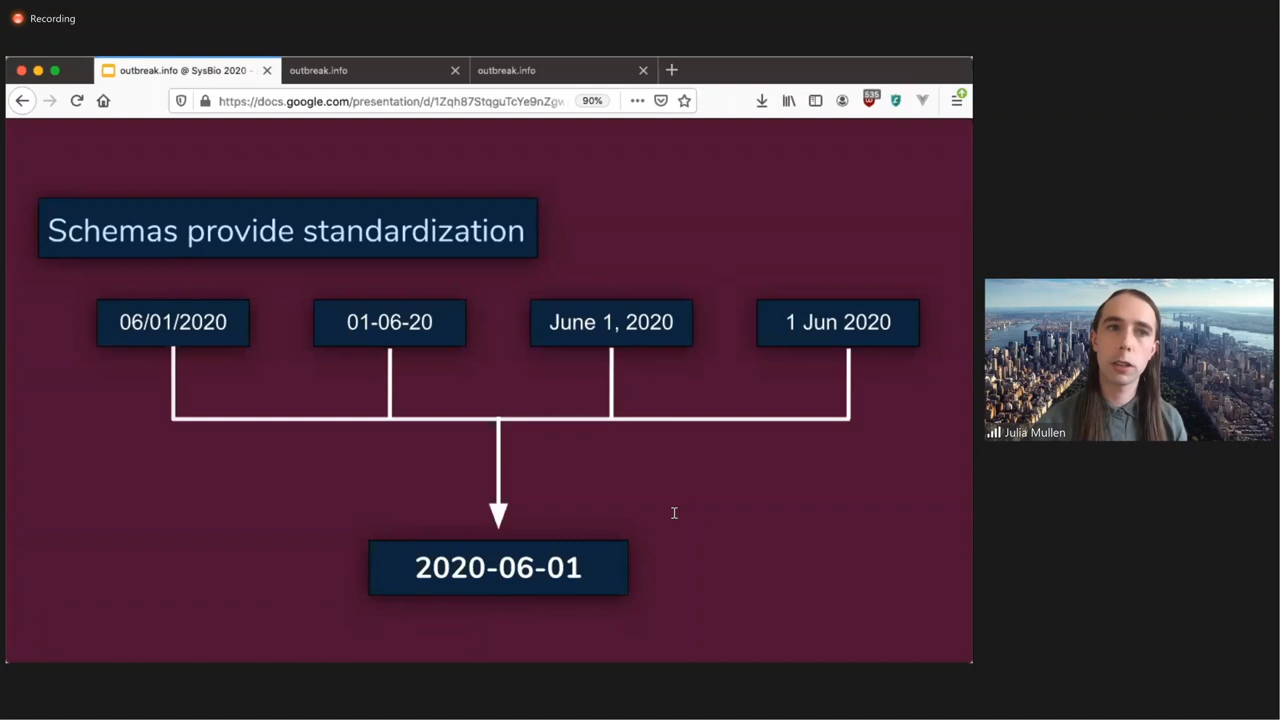 Recording
outbreak.info @ SysBio 2020 -
outbreak.info
outbreak.info
https://docs.google.com/presentation/d/1Zqh87StqguTcYe9nZgw
90%
535
Schemas provide standardization
06/01/2020
01-06-20
June 1, 2020
1 Jun 2020
2020-06-01
Julia Mullen